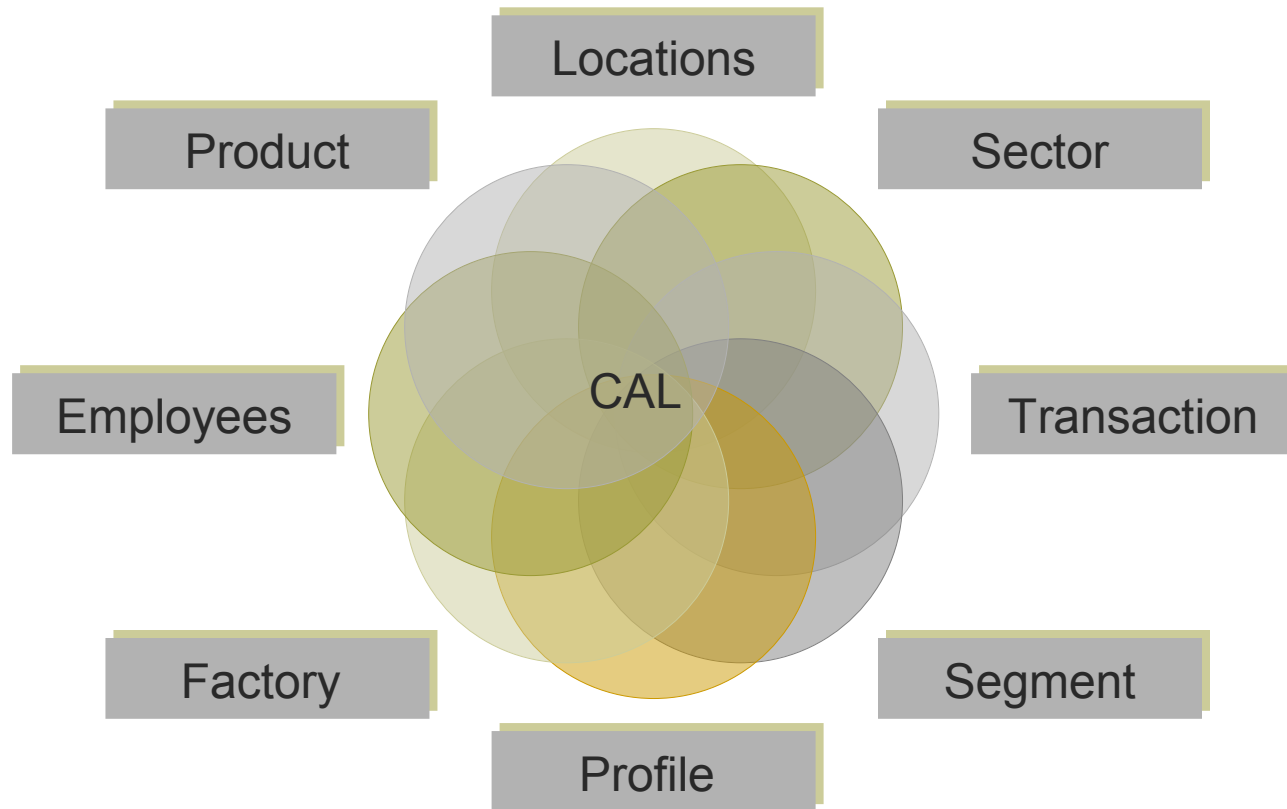 Locations
Product
Sector
CAL
Employees
Transaction
Factory
Segment
Profile